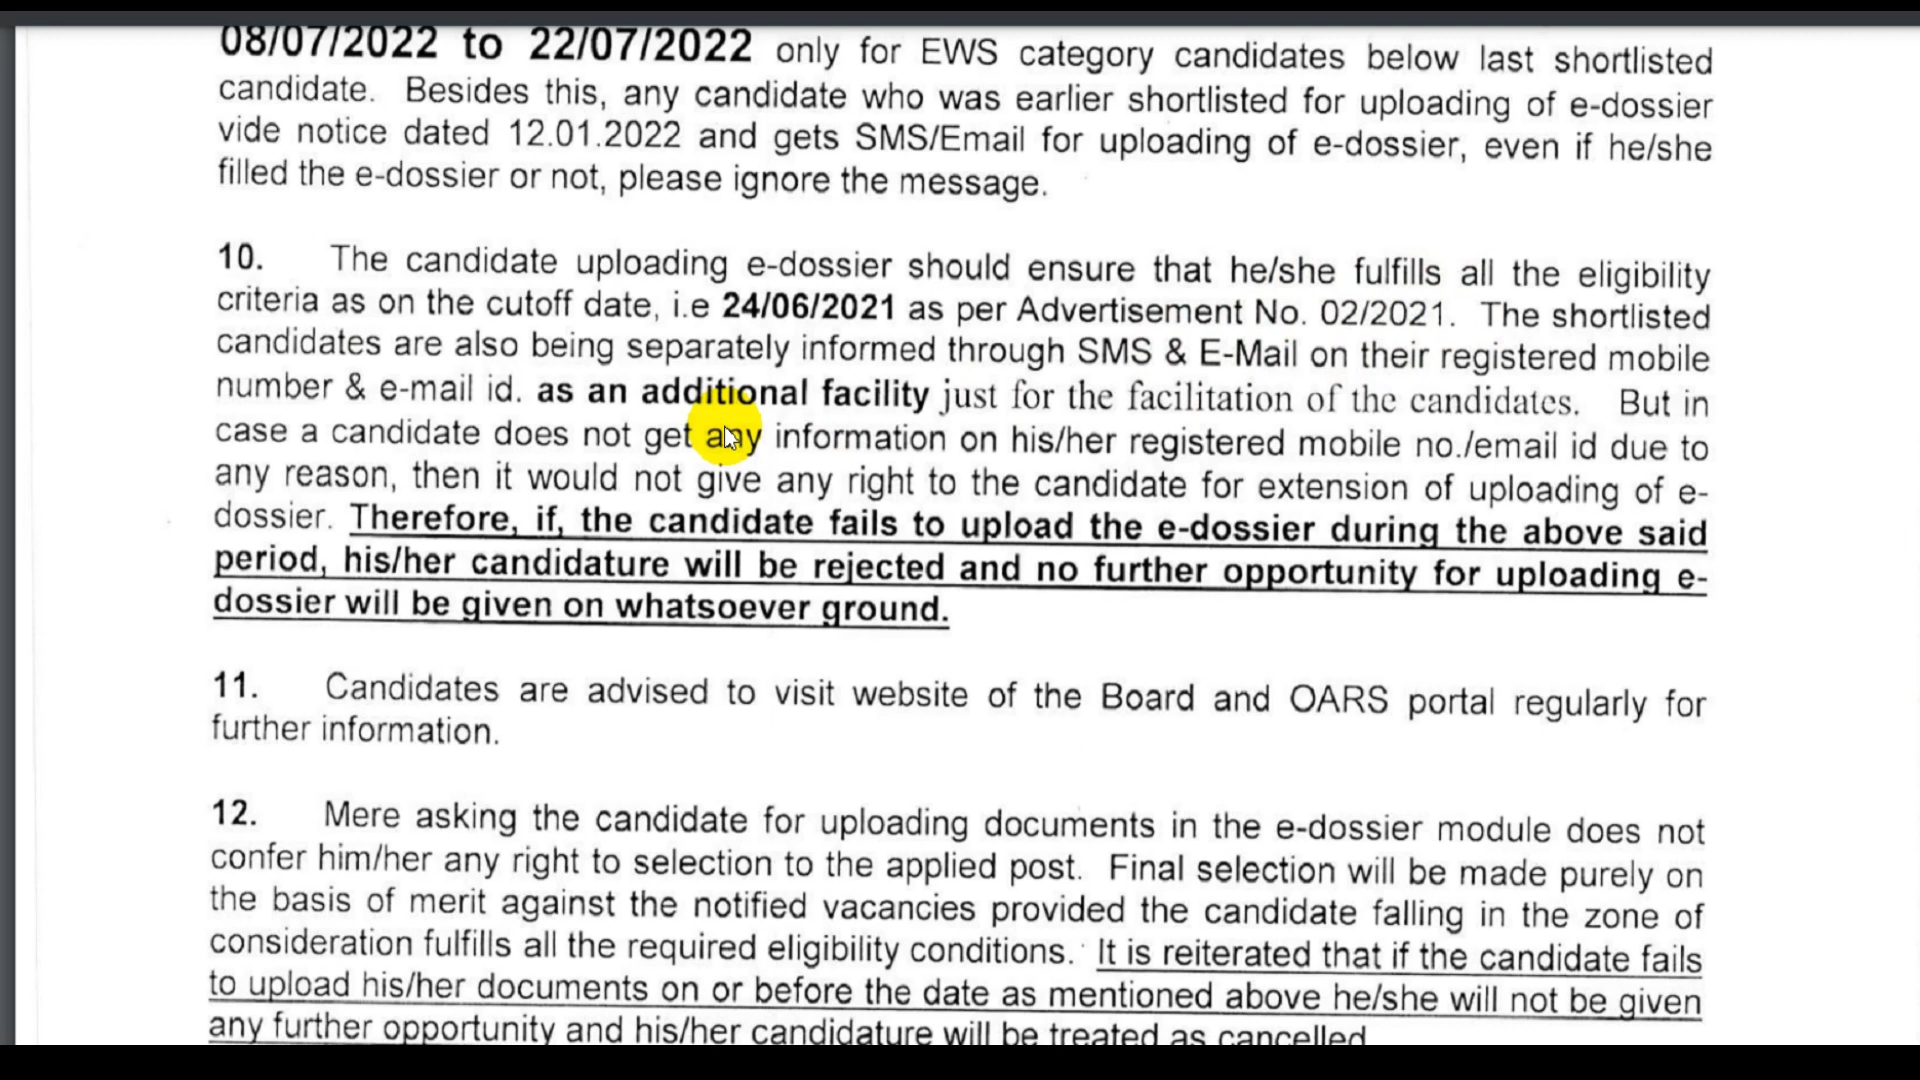 08/07/2022 to 22/07/2022 only for EWS category candidates below last shortlisted
candidate. Besides this, any candidate who was earlier shortlisted for uploading of e-dossier
vide notice dated 12.01.2022 and gets SMS/Email for uploading of e-dossier, even if he/she
filled the e-dossier or not, please ignore the message.
10. The candidate uploading e-dossier should ensure that he/she fulfills all the eligibility
criteria as on the cutoff date, i.e 24/06/2021 as per Advertisement No. 02/2021. The shortlisted
candidates are also being separately informed through SMS & E-Mail on their registered mobile
number & e-mail id. as an additional facility just for the facilitation of the candidates. But in
case a candidate does not get any information on his/her registered mobile no./email id due to
any reason, then it would not give any right to the candidate for extension of uploading of e-
dossier. Therefore, if, the candidate fails to upload the e-dossier during the above said
period, his/her candidature will be rejected and no further opportunity for uploading e-
dossier will be given on whatsoever ground.
11. Candidates are advised to visit website of the Board and OARS portal regularly for
further information.
12. Mere asking the candidate for uploading documents in the e-dossier module does not
confer him/her any right to selection to the applied post. Final selection will be made purely on
the basis of merit against the notified vacancies provided the candidate falling in the zone of
consideration fulfills all the required eligibility conditions. It is reiterated that if the candidate fails
to upload his/her documents on or before the date as mentioned above he/she will not be given
any further opportunity and his/her candidature will be treated as cancelled